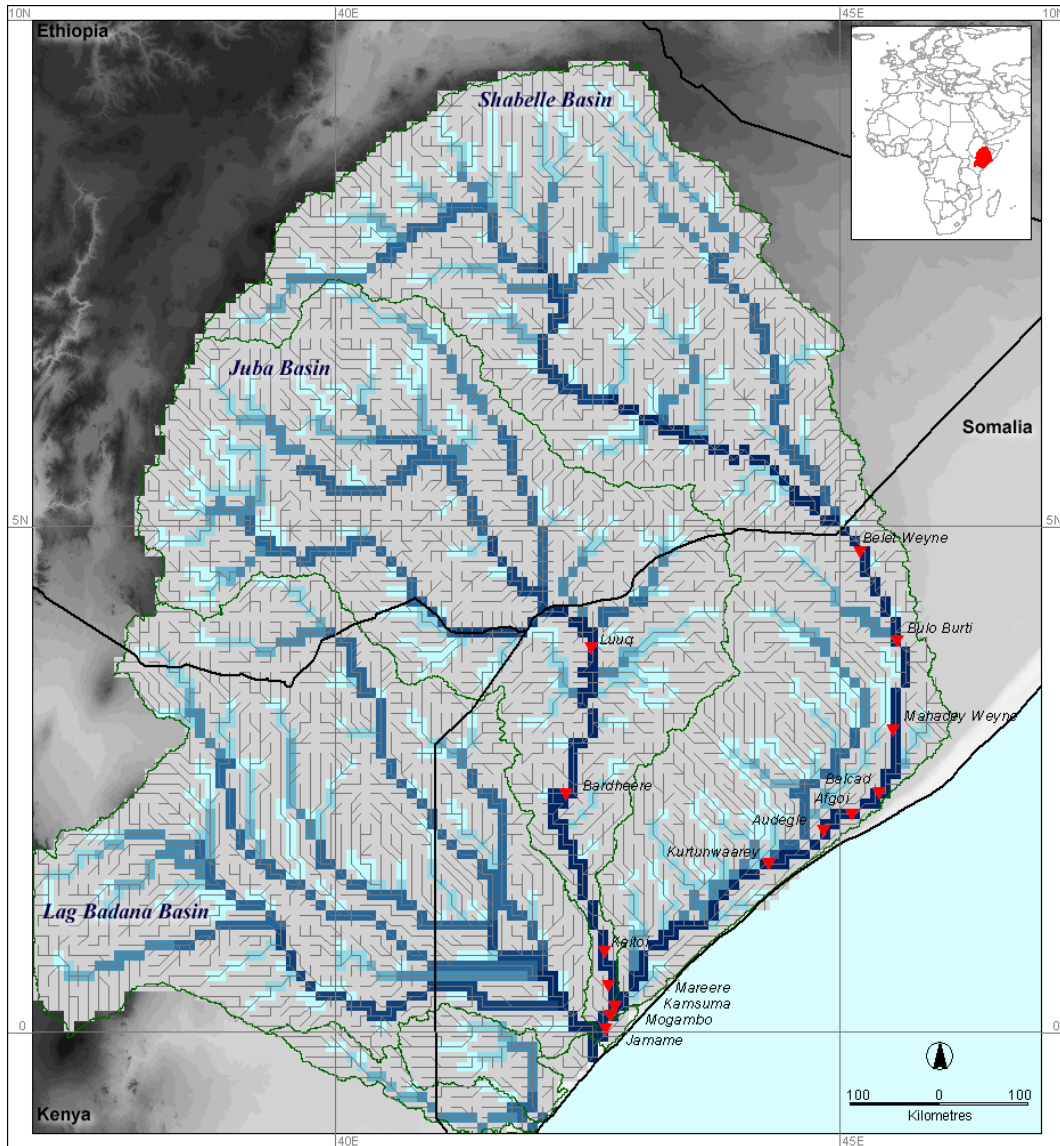 10N
40E
45E
10N
Ethiopia
Shabelle Basin
Juba Basin
Somalia
5N
5N
Belet Weyne
Bulo Burti
Luuq
Mahadey Weyne
Bardheere
Balcad
Afgoi
Audegle
Kurtunwaarey
Lag Badana Basin
Kaitoi
Mareere
Kamsuma
Mogambo
0
0
Jamame
100 0 100
Kilometres
Kenya
40E
45E